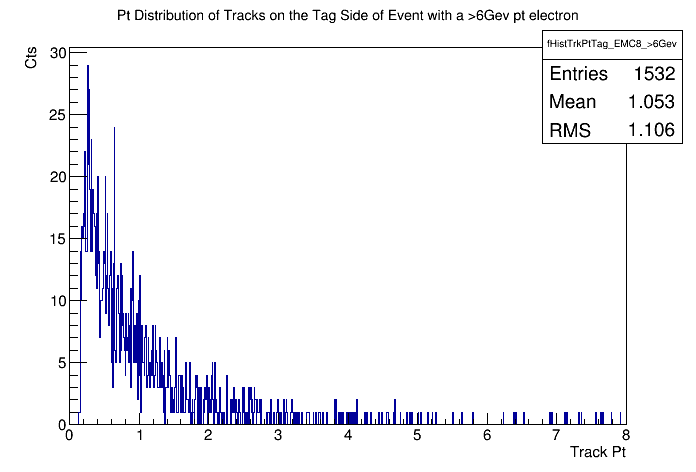 Pt Distribution of Tracks on the Tag Side of Event with a >6Gev pt electron
fHistTrkPtTag_EMC8_>6Gev
Entries 1532
Mean 1.053
RMS 1.106
Cts
30
25
20
15
10
5
0
0 1 2 3 4 5 6 7 8
Track Pt